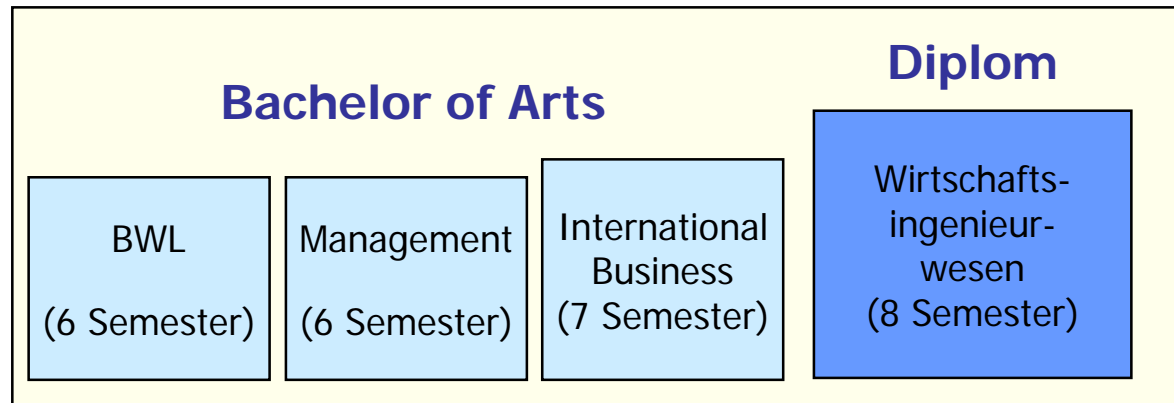 Bachelor of Arts
BWL
(6 Semester)
Management
(6 Semester)
International
Business
(7 Semester)
Diplom
Wirtschafts-
ingenieur-
wesen
(8 Semester)